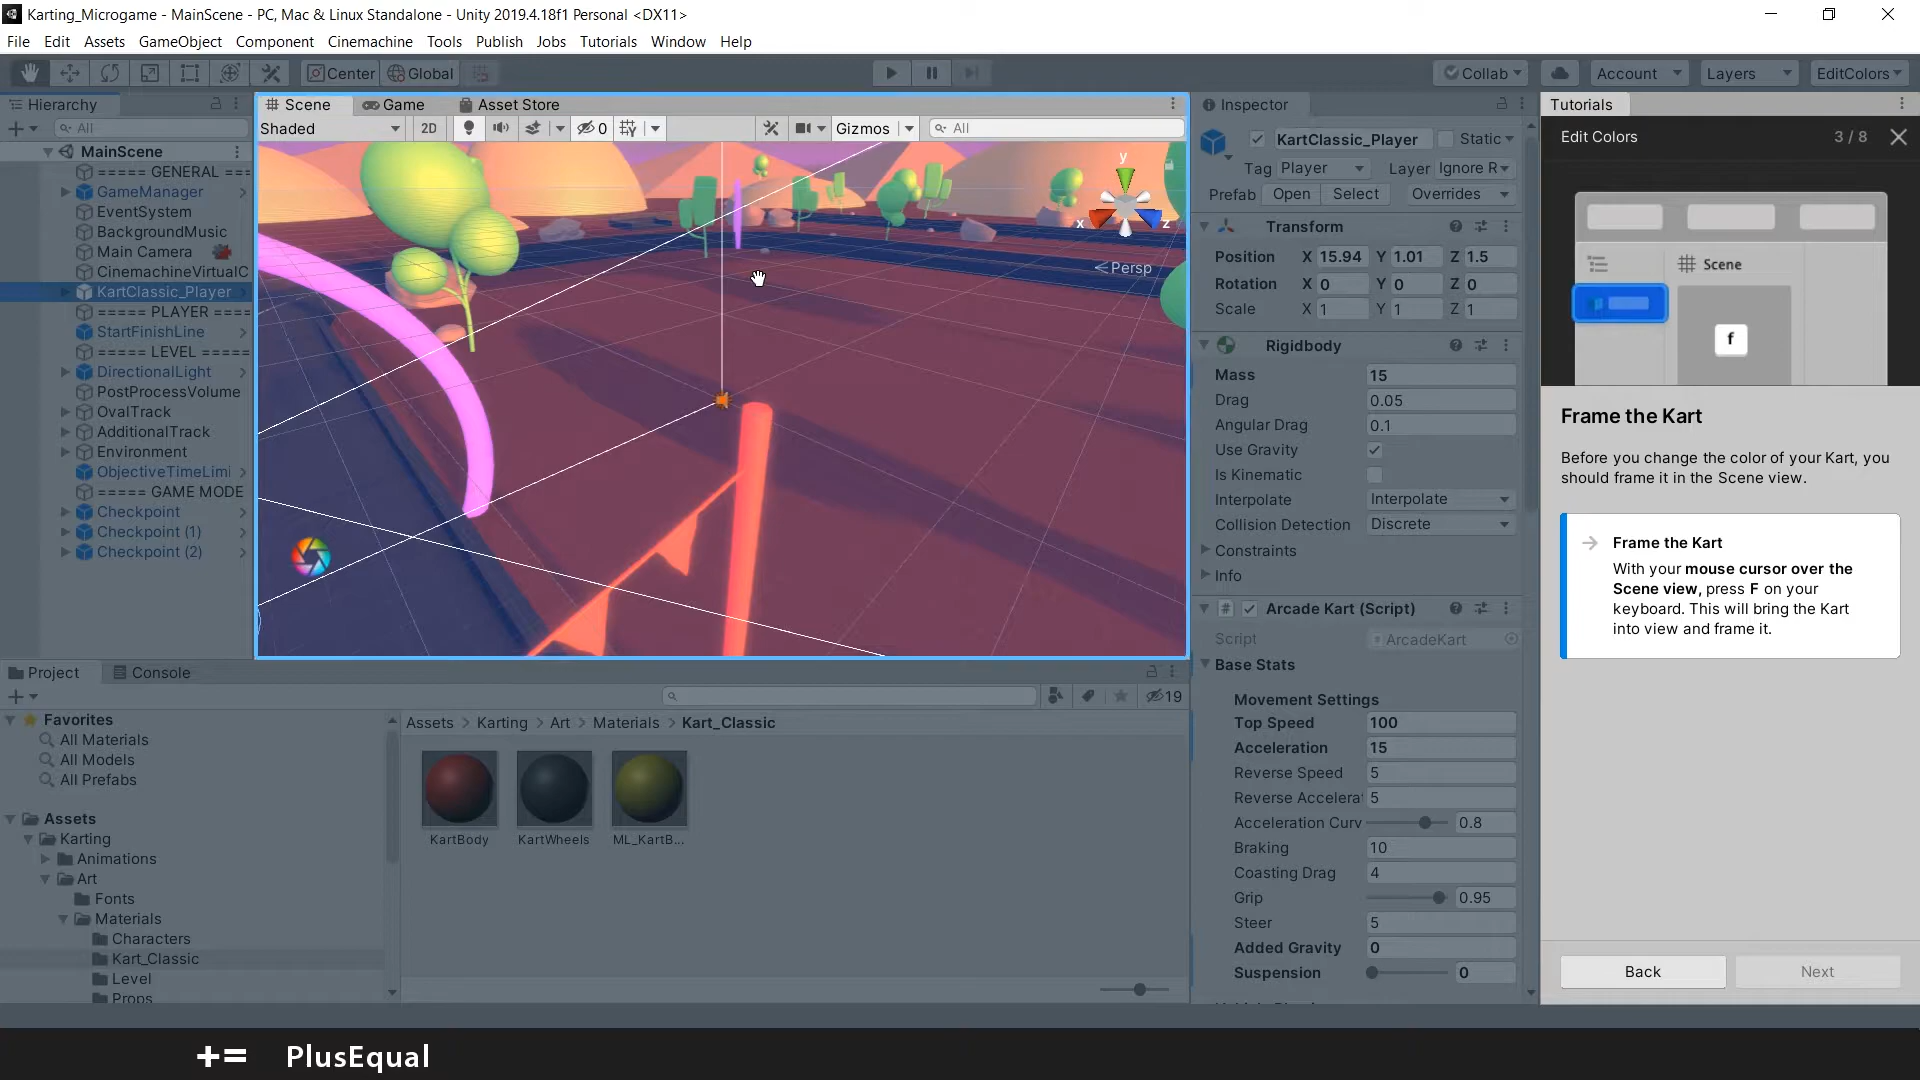 Karting_Microgame - MainScene - PC, Mac & Linux Standalone - Unity 2019.4.18f1 Personal <DX11>
File Edit Assets GameObject Component Cinemachine Tools Publish Jobs Tutorials Window Help
Center Global Collab Account Layers EditColors
Hierarchy
All
MainScene
===== GENERAL ===
GameManager
EventSystem
BackgroundMusic
Main Camera
CinemachineVirtualC
KartClassic_Player
===== PLAYER ====
StartFinishLine
===== LEVEL =====
DirectionalLight
PostProcessVolume
OvalTrack
AdditionalTrack
Environment
ObjectiveTimeLimi
===== GAME MODE
Checkpoint
Checkpoint (1)
Checkpoint (2)
Scene Game Asset Store
Shaded 2D 0 Gizmos All
y
x z
Persp
Inspector
KartClassic_Player Static
Tag Player Layer Ignore R
Prefab Open Select Overrides
Transform
Position X 15.94 Y 1.01 Z 1.5
Rotation X 0 Y 0 Z 0
Scale X 1 Y 1 Z 1
Rigidbody
Mass 15
Drag 0.05
Angular Drag 0.1
Use Gravity
Is Kinematic
Interpolate Interpolate
Collision Detection Discrete
Constraints
Info
# Arcade Kart (Script)
Script ArcadeKart
Base Stats
Movement Settings
Top Speed 100
Acceleration 15
Reverse Speed 5
Reverse Accelera 5
Acceleration Curv 0.8
Braking 10
Coasting Drag 4
Grip 0.95
Steer 5
Added Gravity 0
Suspension 0
Tutorials
Edit Colors 3 / 8
Scene
f
Frame the Kart
Before you change the color of your Kart, you
should frame it in the Scene view.
Frame the Kart
With your mouse cursor over the
Scene view, press F on your
keyboard. This will bring the Kart
into view and frame it.
Back Next
Project Console
19
Favorites
All Materials
All Models
All Prefabs
Assets
Karting
Animations
Art
Fonts
Materials
Characters
Kart_Classic
Level
Props
Assets > Karting > Art > Materials > Kart_Classic
KartBody KartWheels ML_KartB...
+= PlusEqual